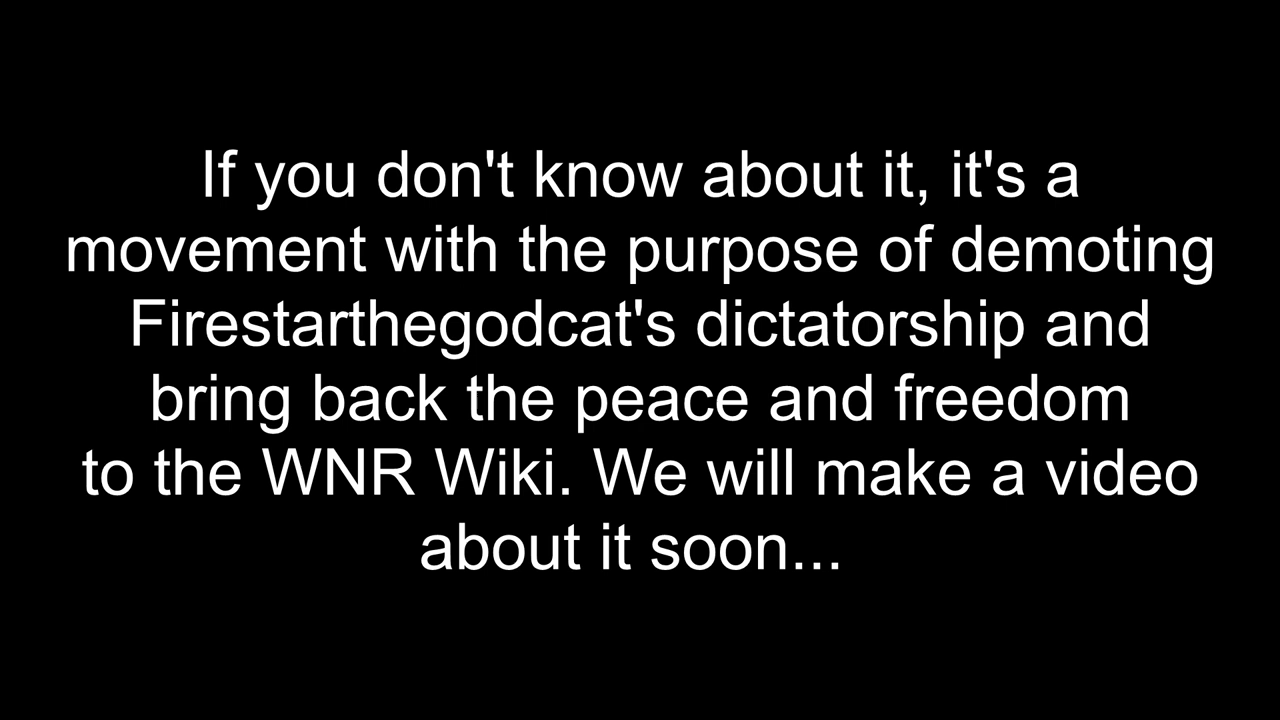 If you don't know about it, it's a
movement with the purpose of demoting
Firestarthegodcat's dictatorship and
bring back the peace and freedom
to the WNR Wiki. We will make a video
about it soon...